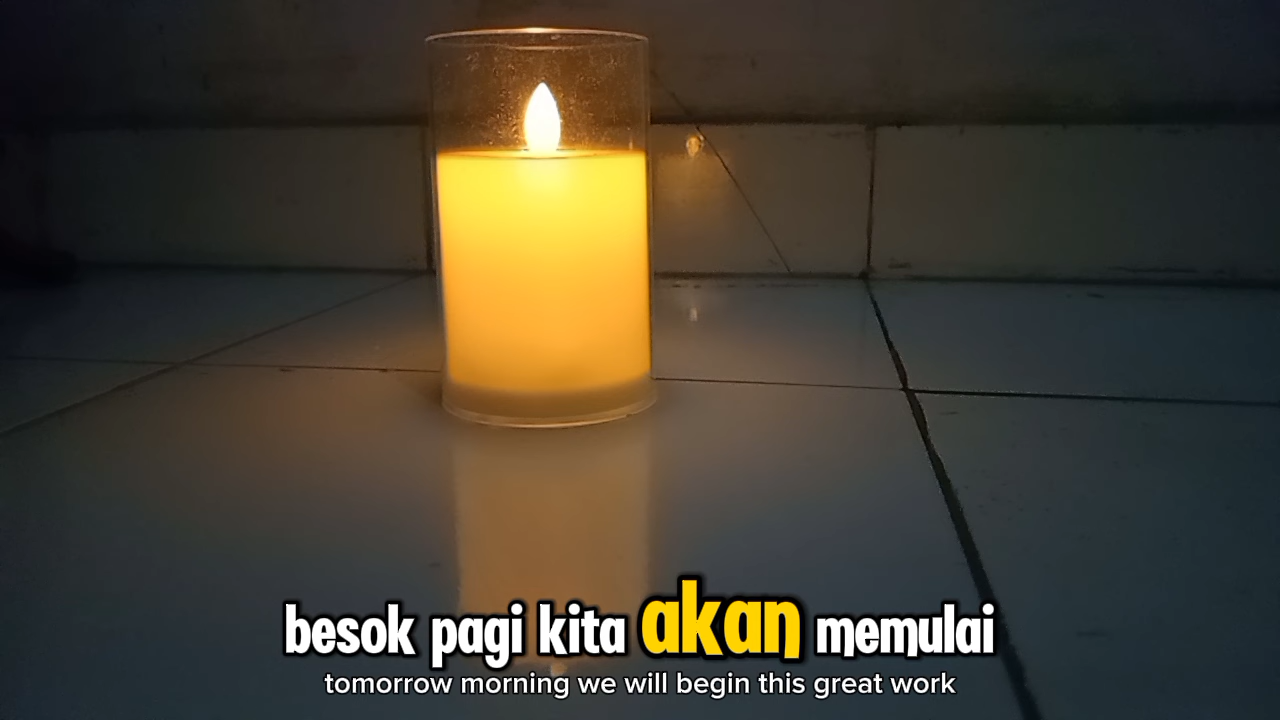 besok pagi kita akan memulai
tomorrow morning we will begin this great work